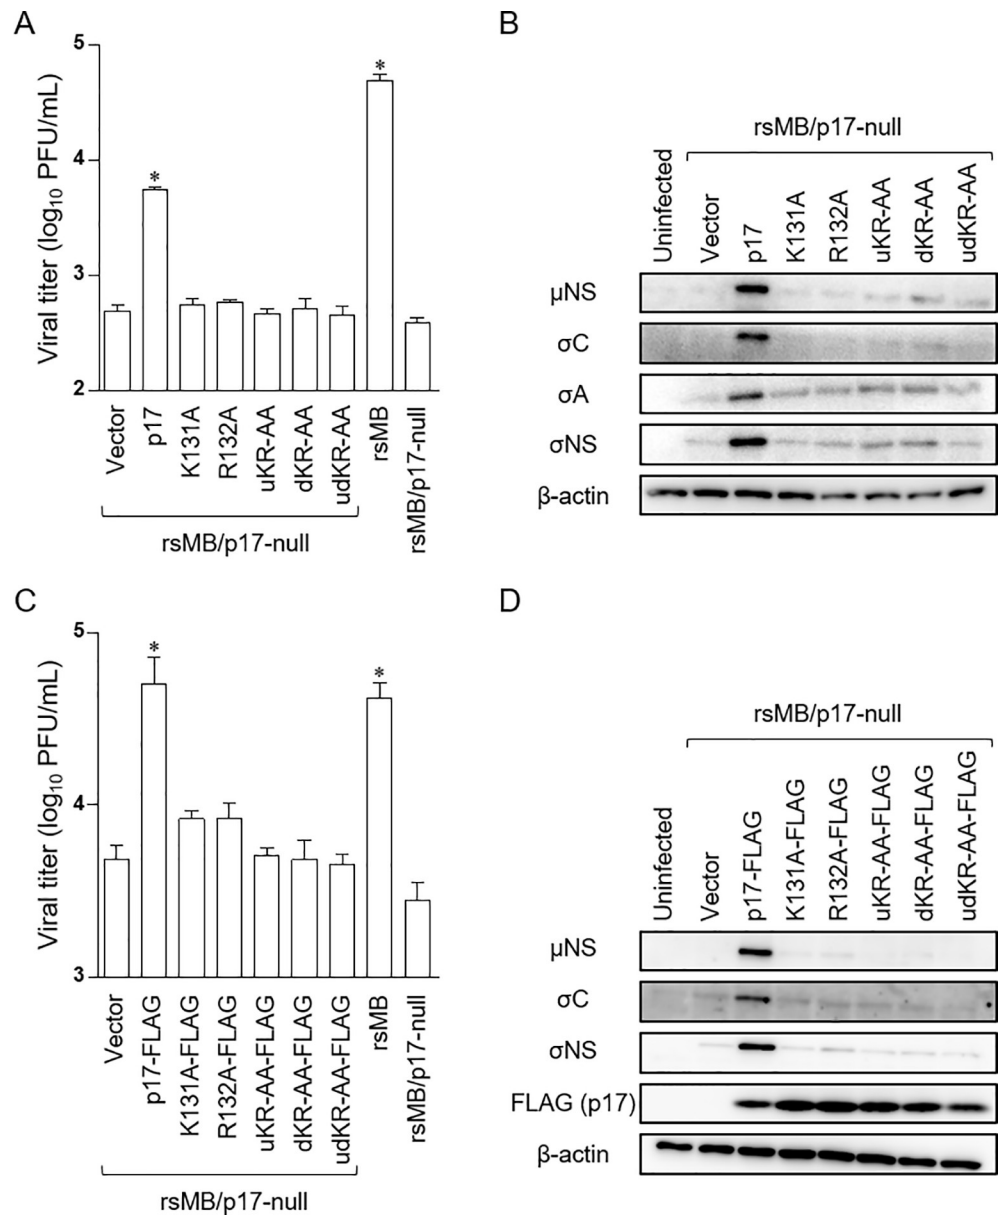 A
Viral titer (log10 PFU/mL)
5
4
3
2
*
*
Vector
p17
K131A
R132A
uKR-AA
dKR-AA
udKR-AA
rsMB
rsMB/p17-null
rsMB/p17-null
B
rsMB/p17-null
Uninfected
Vector
p17
K131A
R132A
uKR-AA
dKR-AA
udKR-AA
μNS
σC
σA
σNS
β-actin
C
Viral titer (log10 PFU/mL)
5
4
3
*
*
Vector
p17-FLAG
K131A-FLAG
R132A-FLAG
uKR-AA-FLAG
dKR-AA-FLAG
udKR-AA-FLAG
rsMB
rsMB/p17-null
rsMB/p17-null
D
rsMB/p17-null
Uninfected
Vector
p17-FLAG
K131A-FLAG
R132A-FLAG
uKR-AA-FLAG
dKR-AA-FLAG
udKR-AA-FLAG
μNS
σC
σNS
FLAG (p17)
β-actin